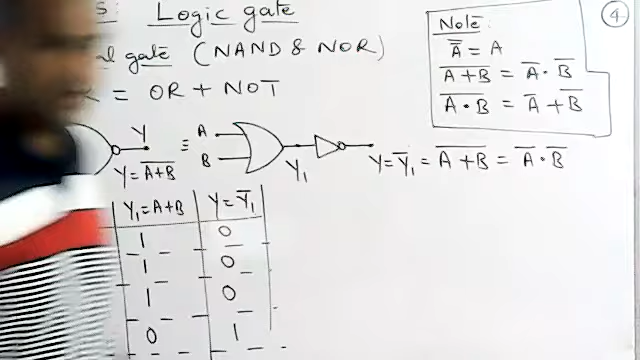 S: Logic gate
al gate (NAND & NOR)
= OR + NOT
④
Note:
A̿ = A
A̅+̅B̅ = A̅ · B̅
A̅·̅B̅ = A̅ + B̅
Y
Y = A̅+̅B̅
≡
A
B
Y₁
Y = Y̅₁ = A̅+̅B̅ = A̅ · B̅
Y₁ = A+B Y = Y̅₁
1 0
1 0
1 0
0 1